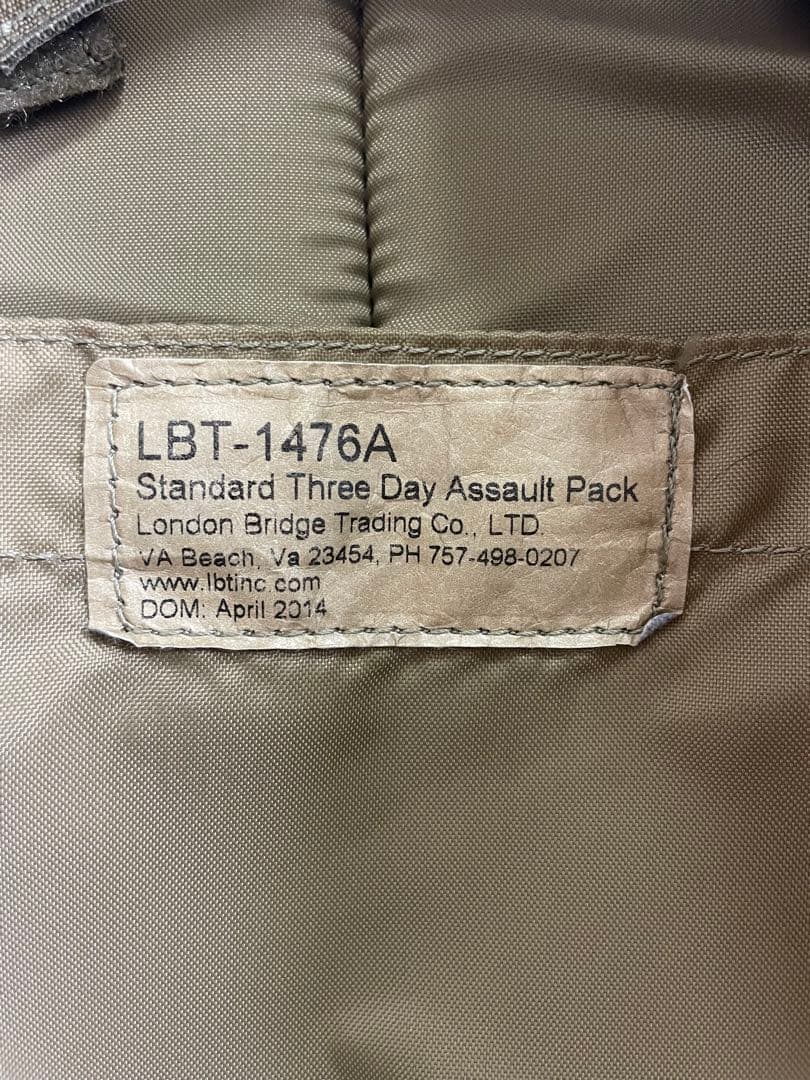 LBT-1476A
Standard Three Day Assault Pack
London Bridge Trading Co., LTD.
VA Beach, Va 23454, PH 757-498-0207
www.lbtinc.com
DOM: April 2014